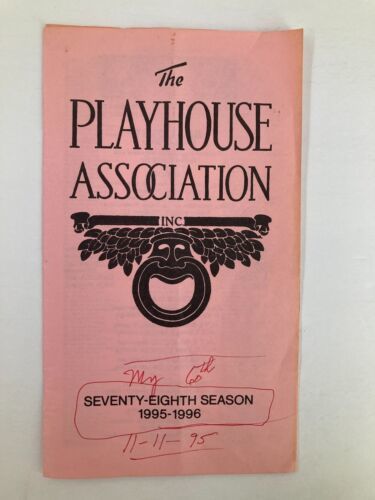 The
PLAYHOUSE
ASSOCIATION
INC.
My 6th
SEVENTY-EIGHTH SEASON
1995-1996
11-11-95